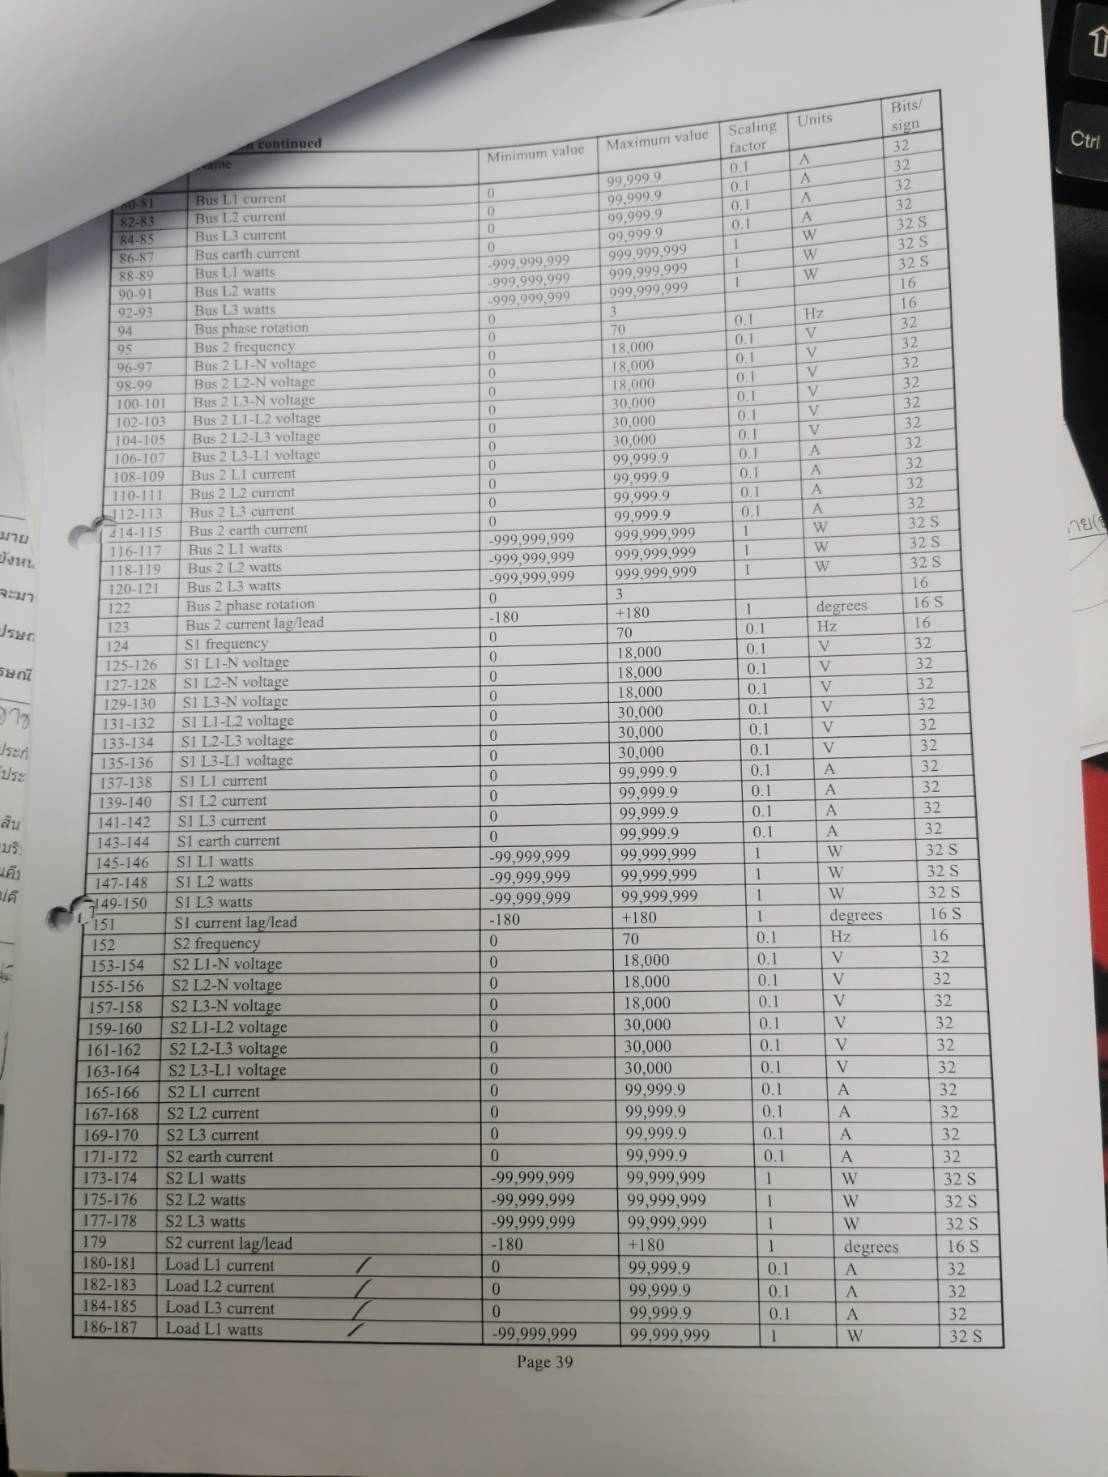 continued
Name Minimum value Maximum value Scaling factor Units Bits/ sign
80-81 Bus L1 current 0 99,999.9 0.1 A 32
82-83 Bus L2 current 0 99,999.9 0.1 A 32
84-85 Bus L3 current 0 99,999.9 0.1 A 32
86-87 Bus earth current 0 99,999.9 0.1 A 32
88-89 Bus L1 watts -999,999,999 999,999,999 1 W 32 S
90-91 Bus L2 watts -999,999,999 999,999,999 1 W 32 S
92-93 Bus L3 watts -999,999,999 999,999,999 1 W 32 S
94 Bus phase rotation 0 3 16
95 Bus 2 frequency 0 70 0.1 Hz 16
96-97 Bus 2 L1-N voltage 0 18,000 0.1 V 32
98-99 Bus 2 L2-N voltage 0 18,000 0.1 V 32
100-101 Bus 2 L3-N voltage 0 18,000 0.1 V 32
102-103 Bus 2 L1-L2 voltage 0 30,000 0.1 V 32
104-105 Bus 2 L2-L3 voltage 0 30,000 0.1 V 32
106-107 Bus 2 L3-L1 voltage 0 30,000 0.1 V 32
108-109 Bus 2 L1 current 0 99,999.9 0.1 A 32
110-111 Bus 2 L2 current 0 99,999.9 0.1 A 32
112-113 Bus 2 L3 current 0 99,999.9 0.1 A 32
114-115 Bus 2 earth current 0 99,999.9 0.1 A 32
116-117 Bus 2 L1 watts -999,999,999 999,999,999 1 W 32 S
118-119 Bus 2 L2 watts -999,999,999 999,999,999 1 W 32 S
120-121 Bus 2 L3 watts -999,999,999 999,999,999 1 W 32 S
122 Bus 2 phase rotation 0 3 16
123 Bus 2 current lag/lead -180 +180 1 degrees 16 S
124 S1 frequency 0 70 0.1 Hz 16
125-126 S1 L1-N voltage 0 18,000 0.1 V 32
127-128 S1 L2-N voltage 0 18,000 0.1 V 32
129-130 S1 L3-N voltage 0 18,000 0.1 V 32
131-132 S1 L1-L2 voltage 0 30,000 0.1 V 32
133-134 S1 L2-L3 voltage 0 30,000 0.1 V 32
135-136 S1 L3-L1 voltage 0 30,000 0.1 V 32
137-138 S1 L1 current 0 99,999.9 0.1 A 32
139-140 S1 L2 current 0 99,999.9 0.1 A 32
141-142 S1 L3 current 0 99,999.9 0.1 A 32
143-144 S1 earth current 0 99,999.9 0.1 A 32
145-146 S1 L1 watts -99,999,999 99,999,999 1 W 32 S
147-148 S1 L2 watts -99,999,999 99,999,999 1 W 32 S
149-150 S1 L3 watts -99,999,999 99,999,999 1 W 32 S
151 S1 current lag/lead -180 +180 1 degrees 16 S
152 S2 frequency 0 70 0.1 Hz 16
153-154 S2 L1-N voltage 0 18,000 0.1 V 32
155-156 S2 L2-N voltage 0 18,000 0.1 V 32
157-158 S2 L3-N voltage 0 18,000 0.1 V 32
159-160 S2 L1-L2 voltage 0 30,000 0.1 V 32
161-162 S2 L2-L3 voltage 0 30,000 0.1 V 32
163-164 S2 L3-L1 voltage 0 30,000 0.1 V 32
165-166 S2 L1 current 0 99,999.9 0.1 A 32
167-168 S2 L2 current 0 99,999.9 0.1 A 32
169-170 S2 L3 current 0 99,999.9 0.1 A 32
171-172 S2 earth current 0 99,999.9 0.1 A 32
173-174 S2 L1 watts -99,999,999 99,999,999 1 W 32 S
175-176 S2 L2 watts -99,999,999 99,999,999 1 W 32 S
177-178 S2 L3 watts -99,999,999 99,999,999 1 W 32 S
179 S2 current lag/lead -180 +180 1 degrees 16 S
180-181 Load L1 current 0 99,999.9 0.1 A 32
182-183 Load L2 current 0 99,999.9 0.1 A 32
184-185 Load L3 current 0 99,999.9 0.1 A 32
186-187 Load L1 watts -99,999,999 99,999,999 1 W 32 S
Page 39
Ctrl